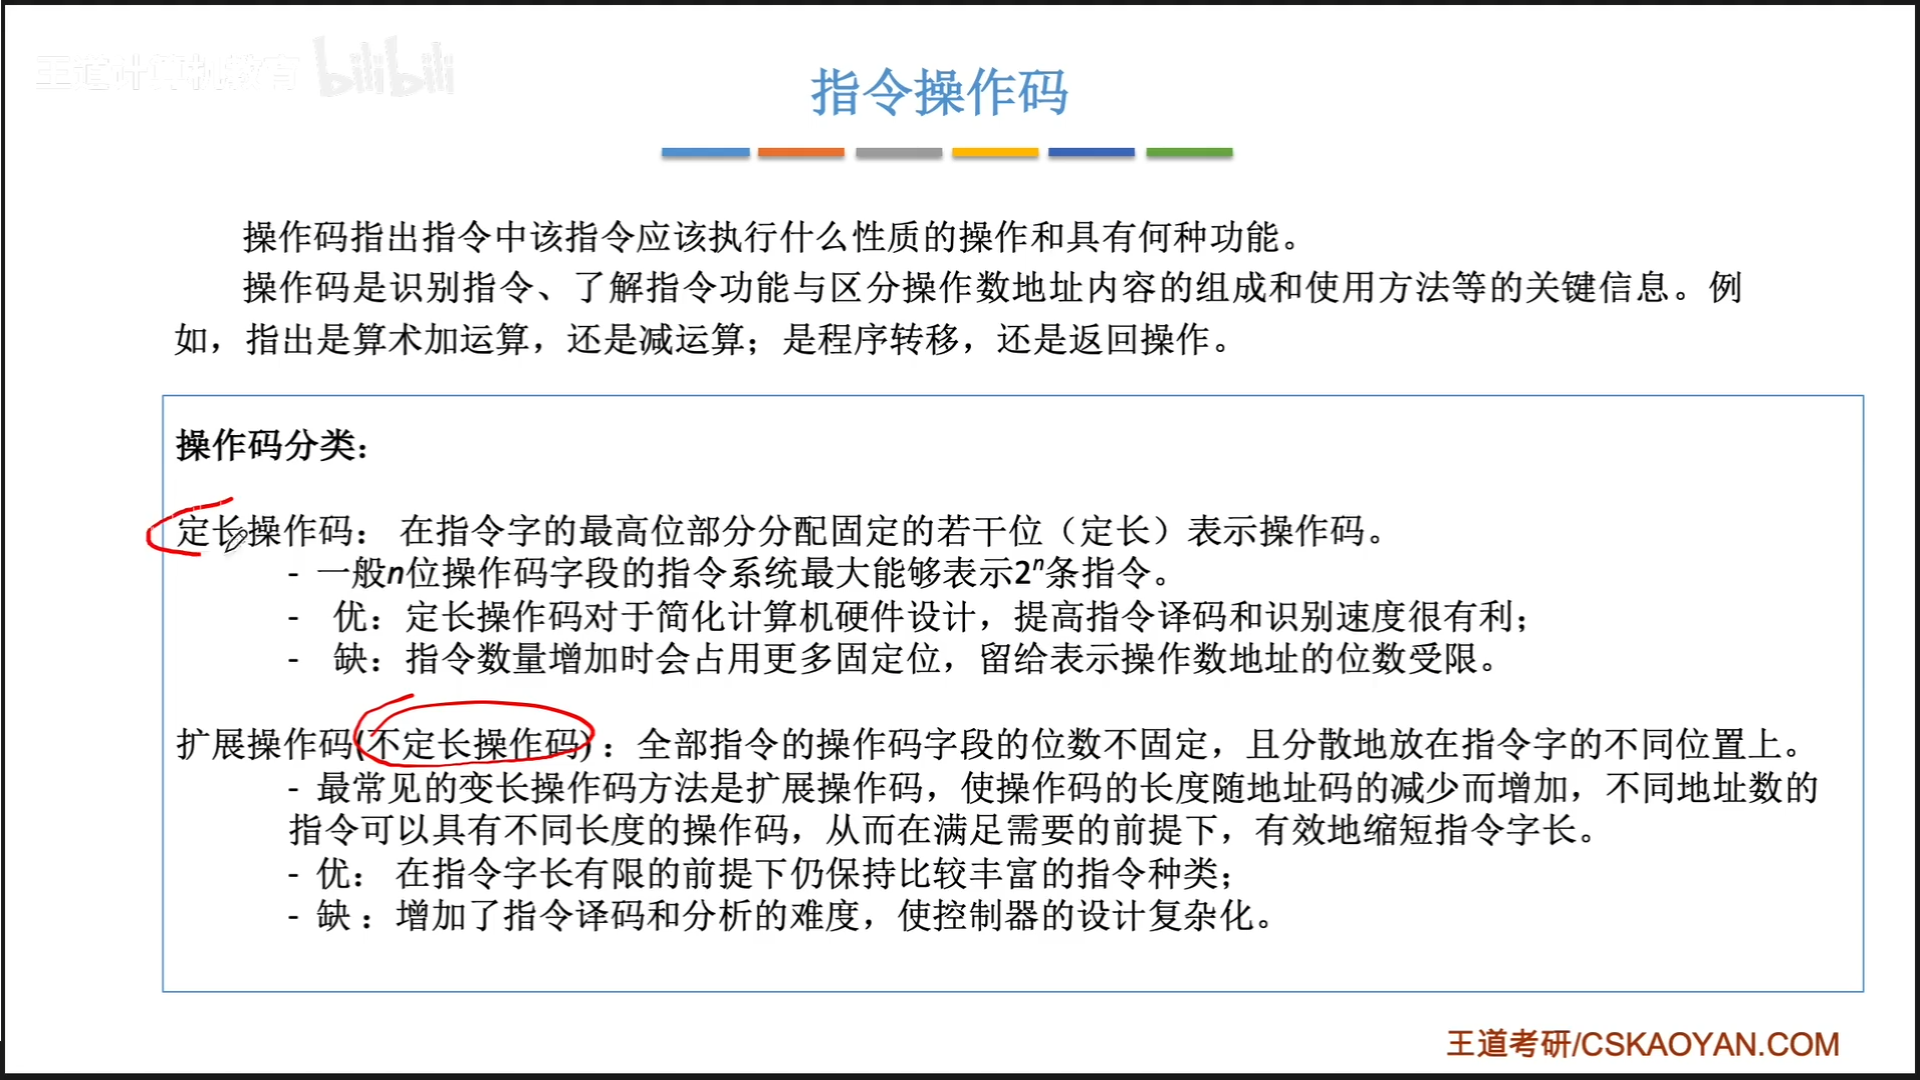 王道计算机教育 bilibili
指令操作码
操作码指出指令中该指令应该执行什么性质的操作和具有何种功能。
操作码是识别指令、了解指令功能与区分操作数地址内容的组成和使用方法等的关键信息。例
如，指出是算术加运算，还是减运算；是程序转移，还是返回操作。
操作码分类：
定长操作码： 在指令字的最高位部分分配固定的若干位（定长）表示操作码。
- 一般n位操作码字段的指令系统最大能够表示2ⁿ条指令。
- 优：定长操作码对于简化计算机硬件设计，提高指令译码和识别速度很有利；
- 缺：指令数量增加时会占用更多固定位，留给表示操作数地址的位数受限。
扩展操作码(不定长操作码)：全部指令的操作码字段的位数不固定，且分散地放在指令字的不同位置上。
- 最常见的变长操作码方法是扩展操作码，使操作码的长度随地址码的减少而增加，不同地址数的
指令可以具有不同长度的操作码，从而在满足需要的前提下，有效地缩短指令字长。
- 优： 在指令字长有限的前提下仍保持比较丰富的指令种类；
- 缺 ：增加了指令译码和分析的难度，使控制器的设计复杂化。
王道考研/CSKAOYAN.COM